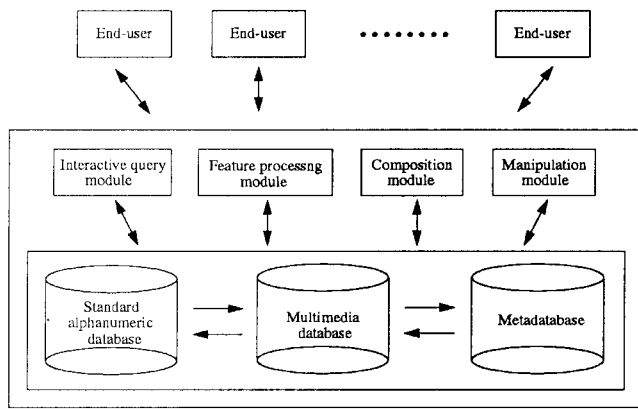 End-user
End-user
End-user
Interactive query
module
Feature processng
module
Composition
module
Manipulation
module
Standard
alphanumeric
database
Multimedia
database
Metadatabase